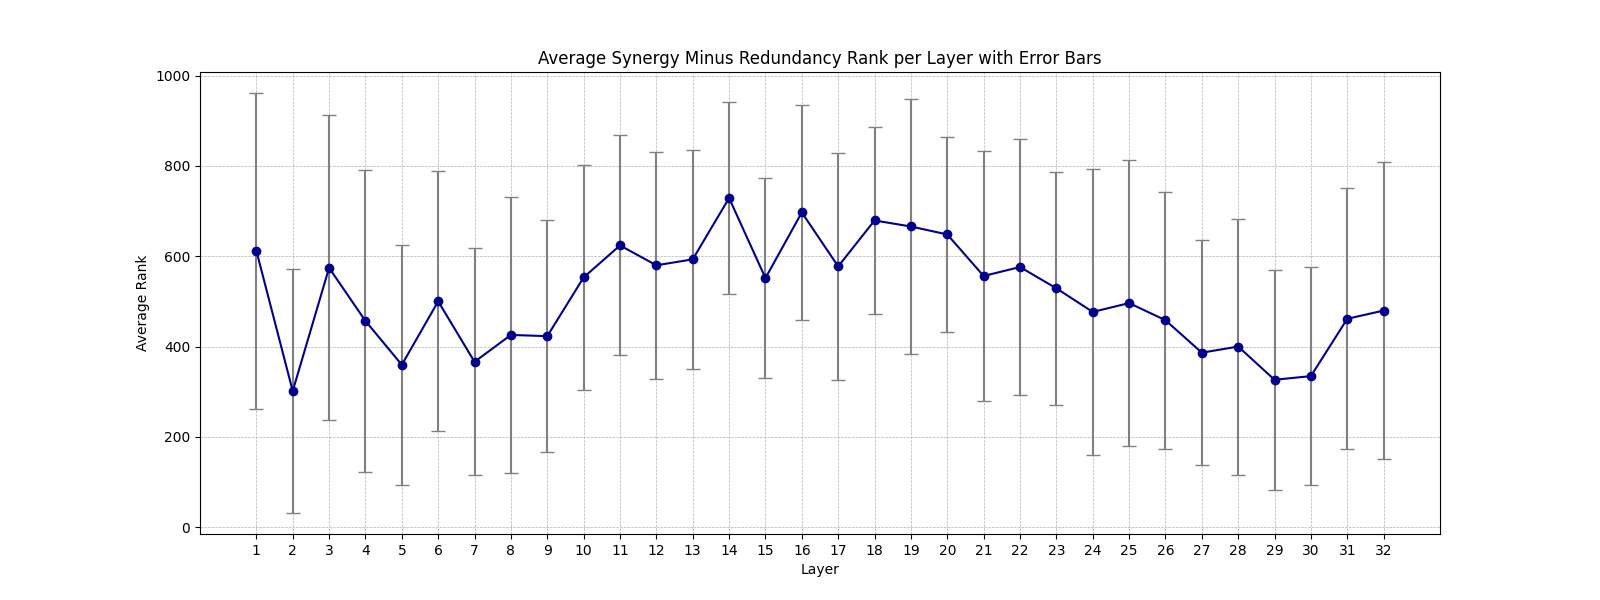 Average Synergy Minus Redundancy Rank per Layer with Error Bars
1000
800
600
400
200
0
Average Rank
1 2 3 4 5 6 7 8 9 10 11 12 13 14 15 16 17 18 19 20 21 22 23 24 25 26 27 28 29 30 31 32
Layer